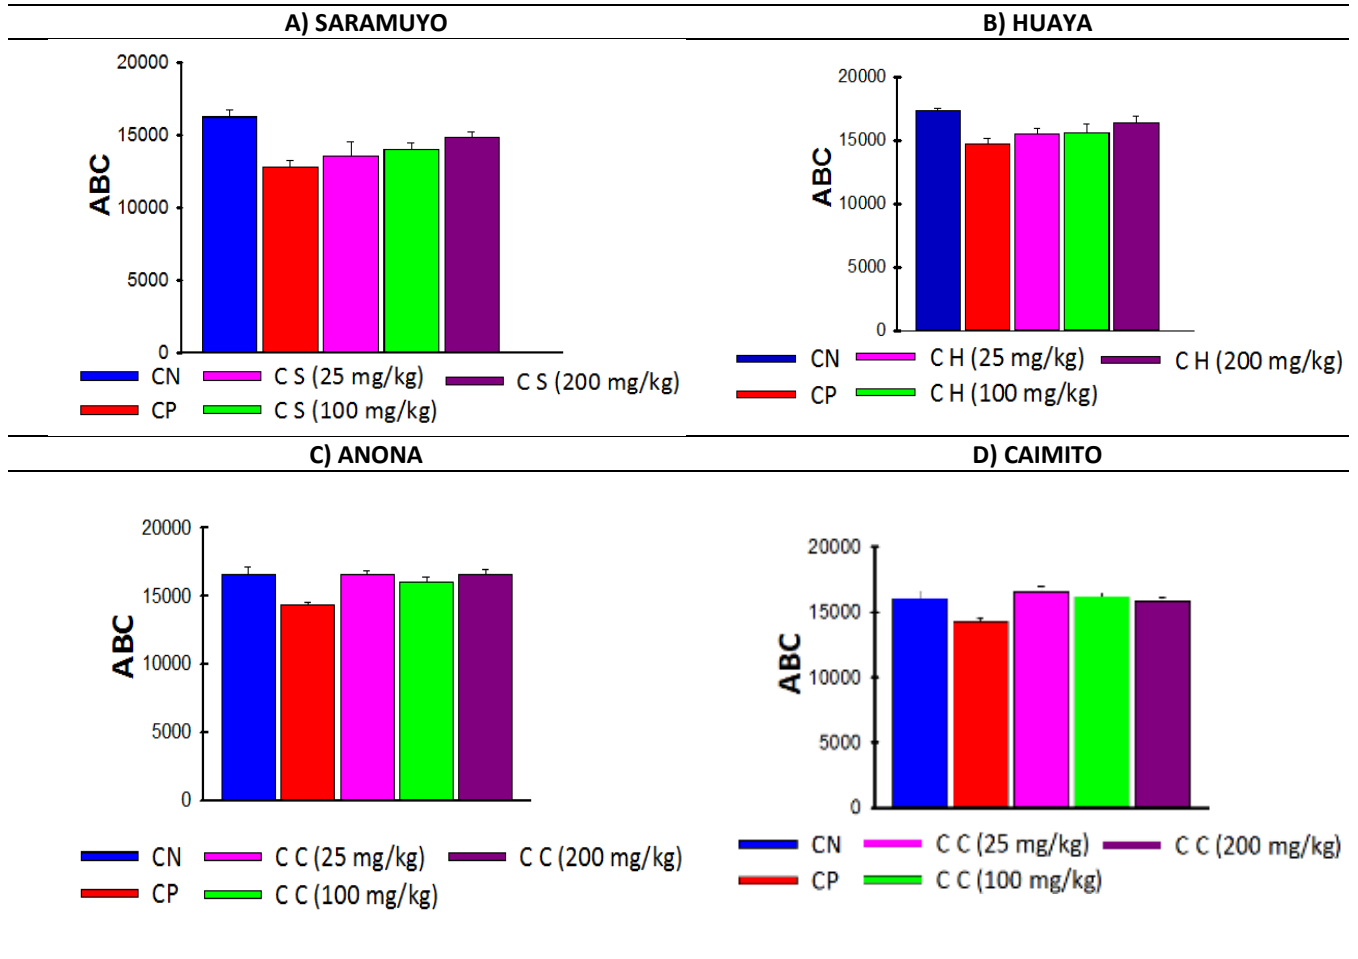 A) SARAMUYO
B) HUAYA
20000
15000
10000
5000
0
ABC
CN
C S (25 mg/kg)
C S (200 mg/kg)
CP
C S (100 mg/kg)
20000
15000
10000
5000
0
ABC
CN
C H (25 mg/kg)
C H (200 mg/kg)
CP
C H (100 mg/kg)
C) ANONA
D) CAIMITO
20000
15000
10000
5000
0
ABC
CN
C C (25 mg/kg)
C C (200 mg/kg)
CP
C C (100 mg/kg)
20000
15000
10000
5000
0
ABC
CN
C C (25 mg/kg)
C C (200 mg/kg)
CP
C C (100 mg/kg)